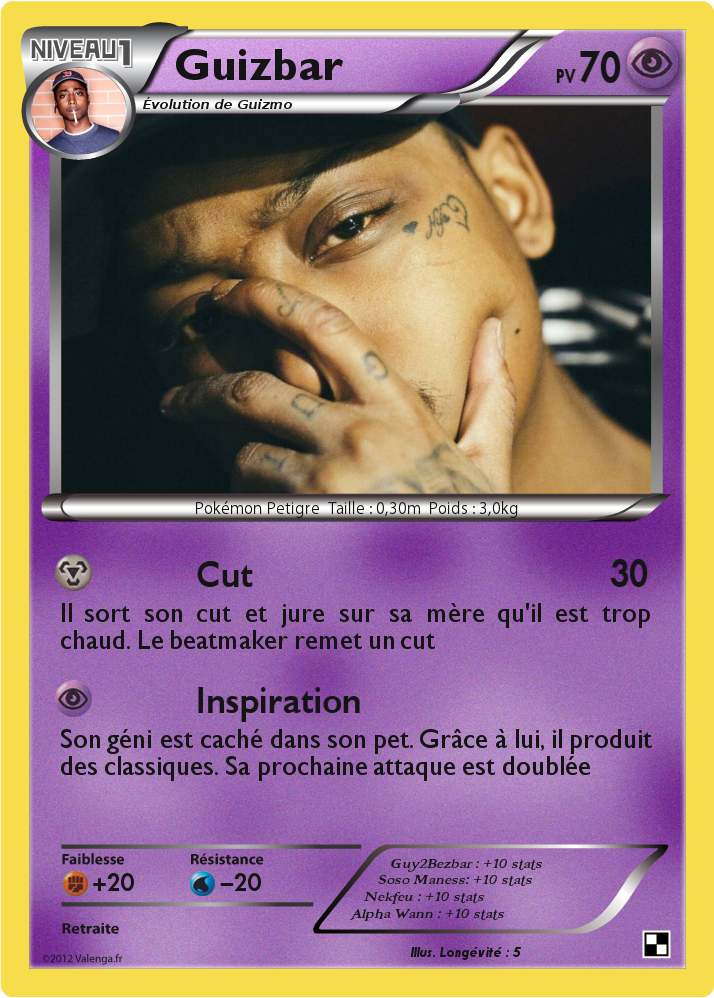 NIVEAU1
Guizbar
PV 70
Évolution de Guizmo
Pokémon Petigre Taille : 0,30m Poids : 3,0kg
Cut 30
Il sort son cut et jure sur sa mère qu'il est trop
chaud. Le beatmaker remet un cut
Inspiration
Son géni est caché dans son pet. Grâce à lui, il produit
des classiques. Sa prochaine attaque est doublée
Faiblesse Résistance
+20 −20
Retraite
Guy2Bezbar : +10 stats
Soso Maness: +10 stats
Nekfeu : +10 stats
Alpha Wann : +10 stats
Illus. Longévité : 5
©2012 Valenga.fr